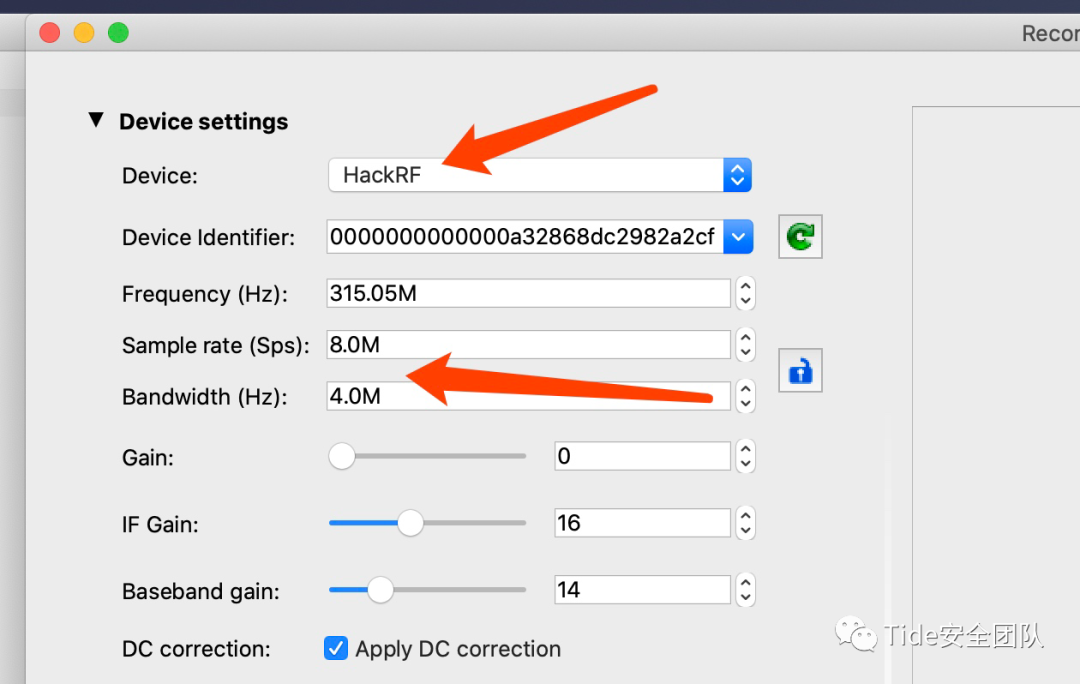 Recor
Device settings
Device:
HackRF
Device Identifier:
0000000000000a32868dc2982a2cf
Frequency (Hz):
315.05M
Sample rate (Sps):
8.0M
Bandwidth (Hz):
4.0M
Gain:
0
IF Gain:
16
Baseband gain:
14
DC correction:
Apply DC correction
Tide安全团队